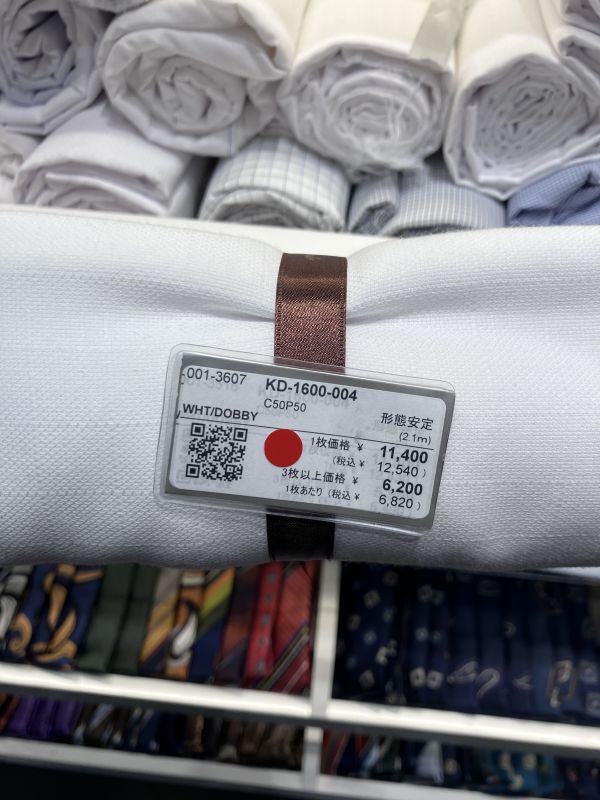 001-3607 KD-1600-004
C50P50
WHT/DOBBY 形態安定
(2.1m)
1枚価格 ¥ 11,400
(税込 ¥ 12,540 )
3枚以上価格 ¥ 6,200
1枚あたり (税込 ¥ 6,820 )